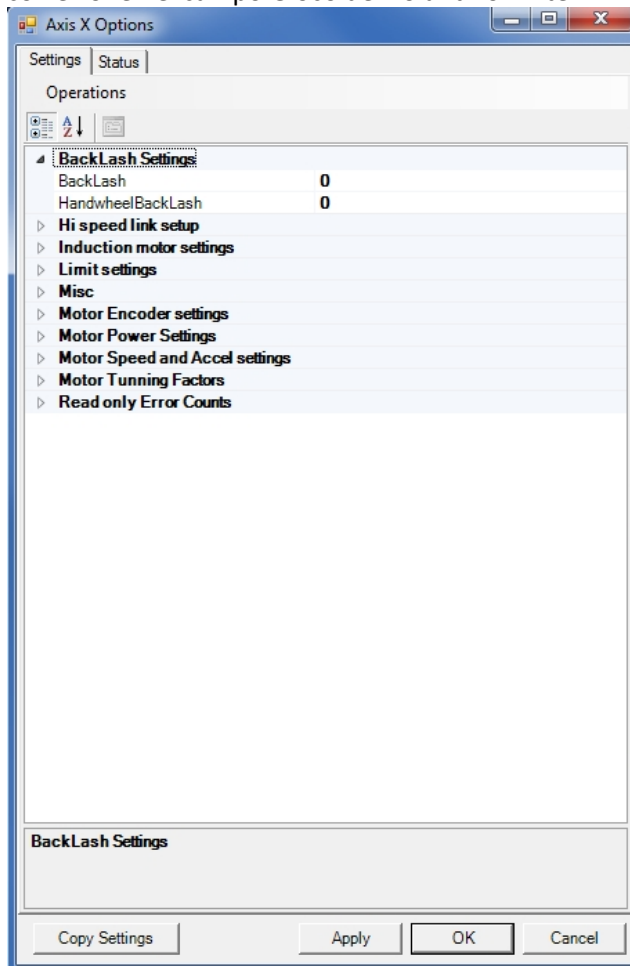 Axis X Options
Settings Status
Operations
BackLash Settings
BackLash 0
HandwheelBackLash 0
Hi speed link setup
Induction motor settings
Limit settings
Misc
Motor Encoder settings
Motor Power Settings
Motor Speed and Accel settings
Motor Tunning Factors
Read only Error Counts
BackLash Settings
Copy Settings Apply OK Cancel